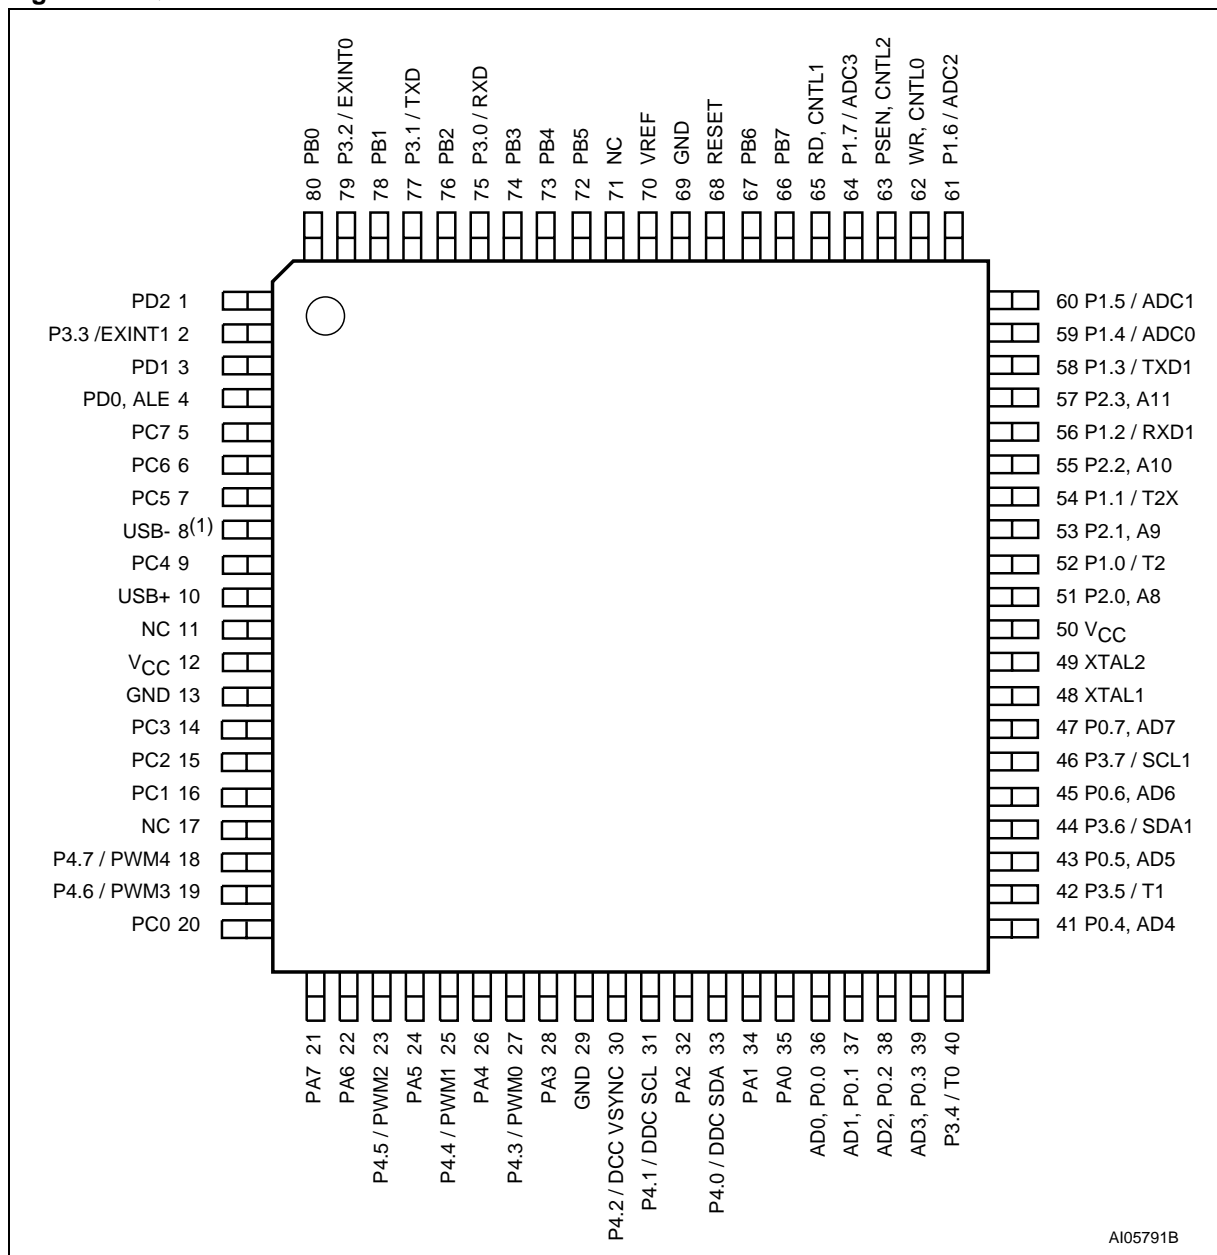 80 PB0
79 P3.2 / EXINT0
78 PB1
77 P3.1 / TXD
76 PB2
75 P3.0 / RXD
74 PB3
73 PB4
72 PB5
71 NC
70 VREF
69 GND
68 RESET
67 PB6
66 PB7
65 RD, CNTL1
64 P1.7 / ADC3
63 PSEN, CNTL2
62 WR, CNTL0
61 P1.6 / ADC2
PD2 1
P3.3 /EXINT1 2
PD1 3
PD0, ALE 4
PC7 5
PC6 6
PC5 7
USB- 8(1)
PC4 9
USB+ 10
NC 11
VCC 12
GND 13
PC3 14
PC2 15
PC1 16
NC 17
P4.7 / PWM4 18
P4.6 / PWM3 19
PC0 20
60 P1.5 / ADC1
59 P1.4 / ADC0
58 P1.3 / TXD1
57 P2.3, A11
56 P1.2 / RXD1
55 P2.2, A10
54 P1.1 / T2X
53 P2.1, A9
52 P1.0 / T2
51 P2.0, A8
50 VCC
49 XTAL2
48 XTAL1
47 P0.7, AD7
46 P3.7 / SCL1
45 P0.6, AD6
44 P3.6 / SDA1
43 P0.5, AD5
42 P3.5 / T1
41 P0.4, AD4
PA7 21
PA6 22
P4.5 / PWM2 23
PA5 24
P4.4 / PWM1 25
PA4 26
P4.3 / PWM0 27
PA3 28
GND 29
P4.2 / DCC VSYNC 30
P4.1 / DDC SCL 31
PA2 32
P4.0 / DDC SDA 33
PA1 34
PA0 35
AD0, P0.0 36
AD1, P0.1 37
AD2, P0.2 38
AD3, P0.3 39
P3.4 / T0 40
AI05791B